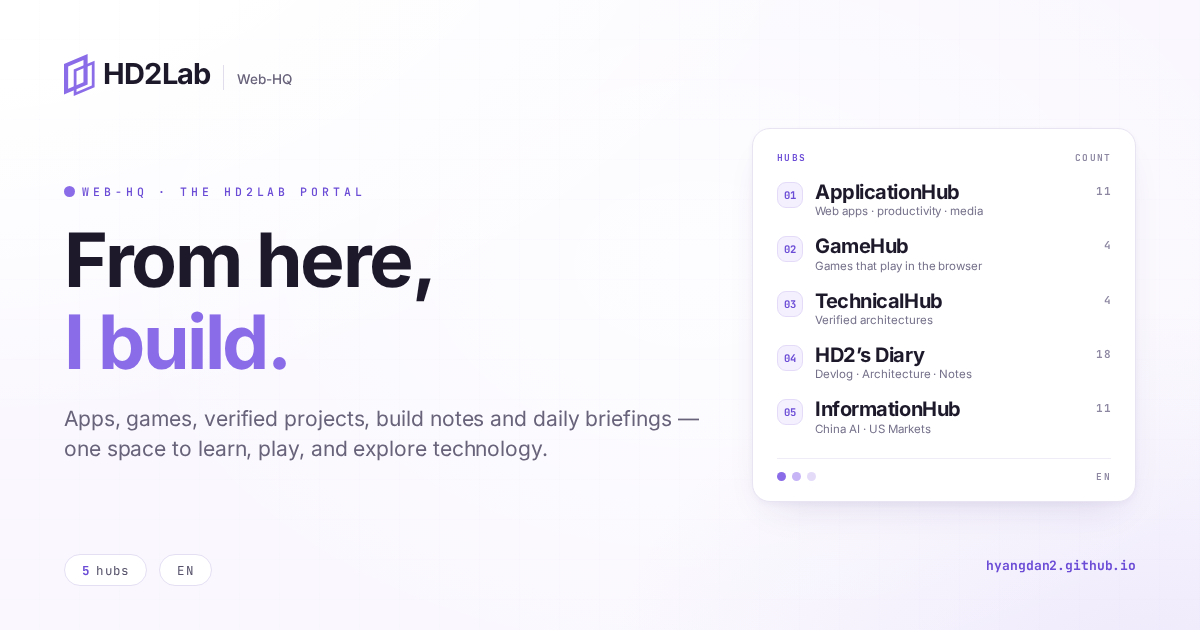 HD2Lab
Web-HQ
WEB-HQ · THE HD2LAB PORTAL
From here,
I build.
Apps, games, verified projects, build notes and daily briefings —
one space to learn, play, and explore technology.
5 hubs
EN
HUBS
COUNT
01
ApplicationHub
11
Web apps · productivity · media
02
GameHub
4
Games that play in the browser
03
TechnicalHub
4
Verified architectures
04
HD2’s Diary
18
Devlog · Architecture · Notes
05
InformationHub
11
China AI · US Markets
EN
hyangdan2.github.io